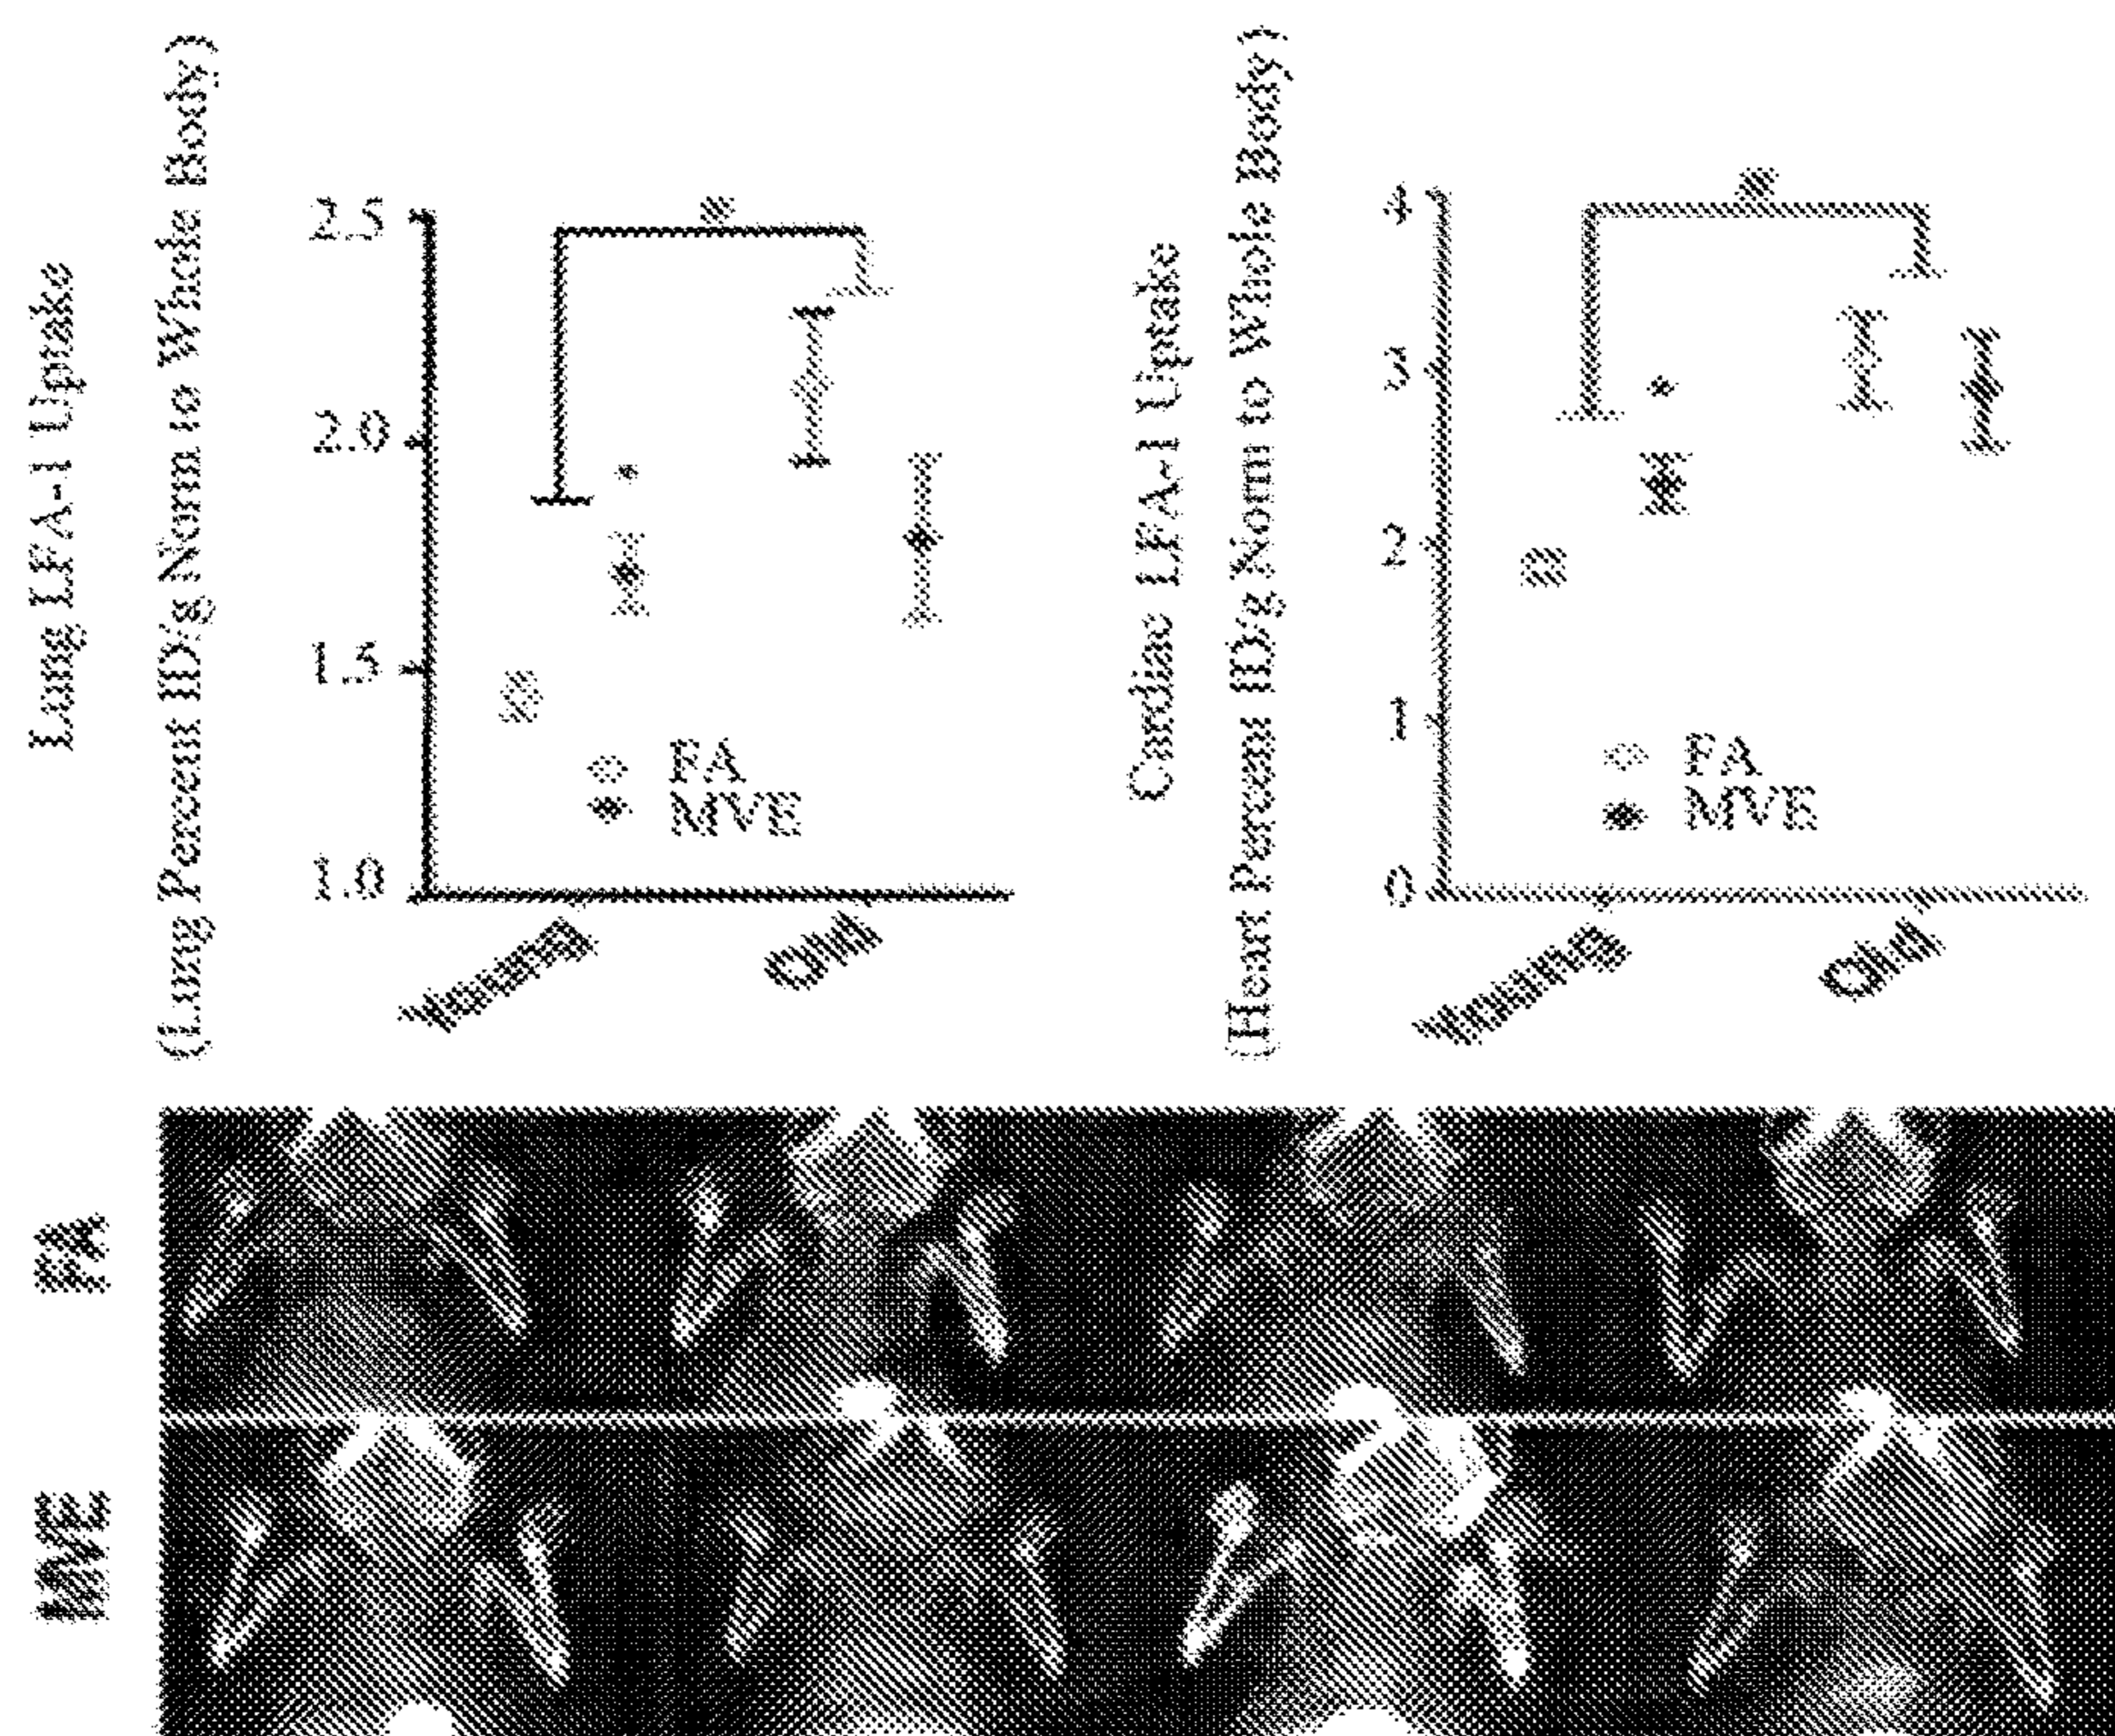 Lung LFA-1 Uptake
(Lung Percent ID/g Norm to Whole Body)
2.5
2.0
1.5
1.0
FA
MVE
Young
Old
Cardiac LFA-1 Uptake
(Heart Percent ID/g Norm to Whole Body)
4
3
2
1
0
FA
MVE
Young
Old
FA
MVE